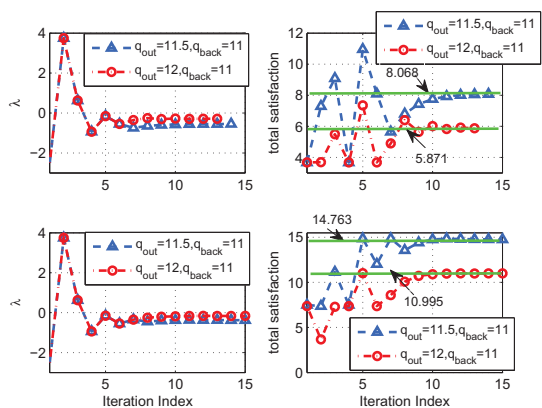 4
2
0
−2
λ
5
10
15
q_out=11.5,q_back=11
q_out=12,q_back=11
12
10
8
6
4
total satisfaction
5
10
15
q_out=11.5,q_back=11
q_out=12,q_back=11
8.068
5.871
4
2
0
−2
λ
5
10
15
Iteration Index
q_out=11.5,q_back=11
q_out=12,q_back=11
15
10
5
0
total satisfaction
5
10
15
Iteration Index
14.763
10.995
q_out=11.5,q_back=11
q_out=12,q_back=11